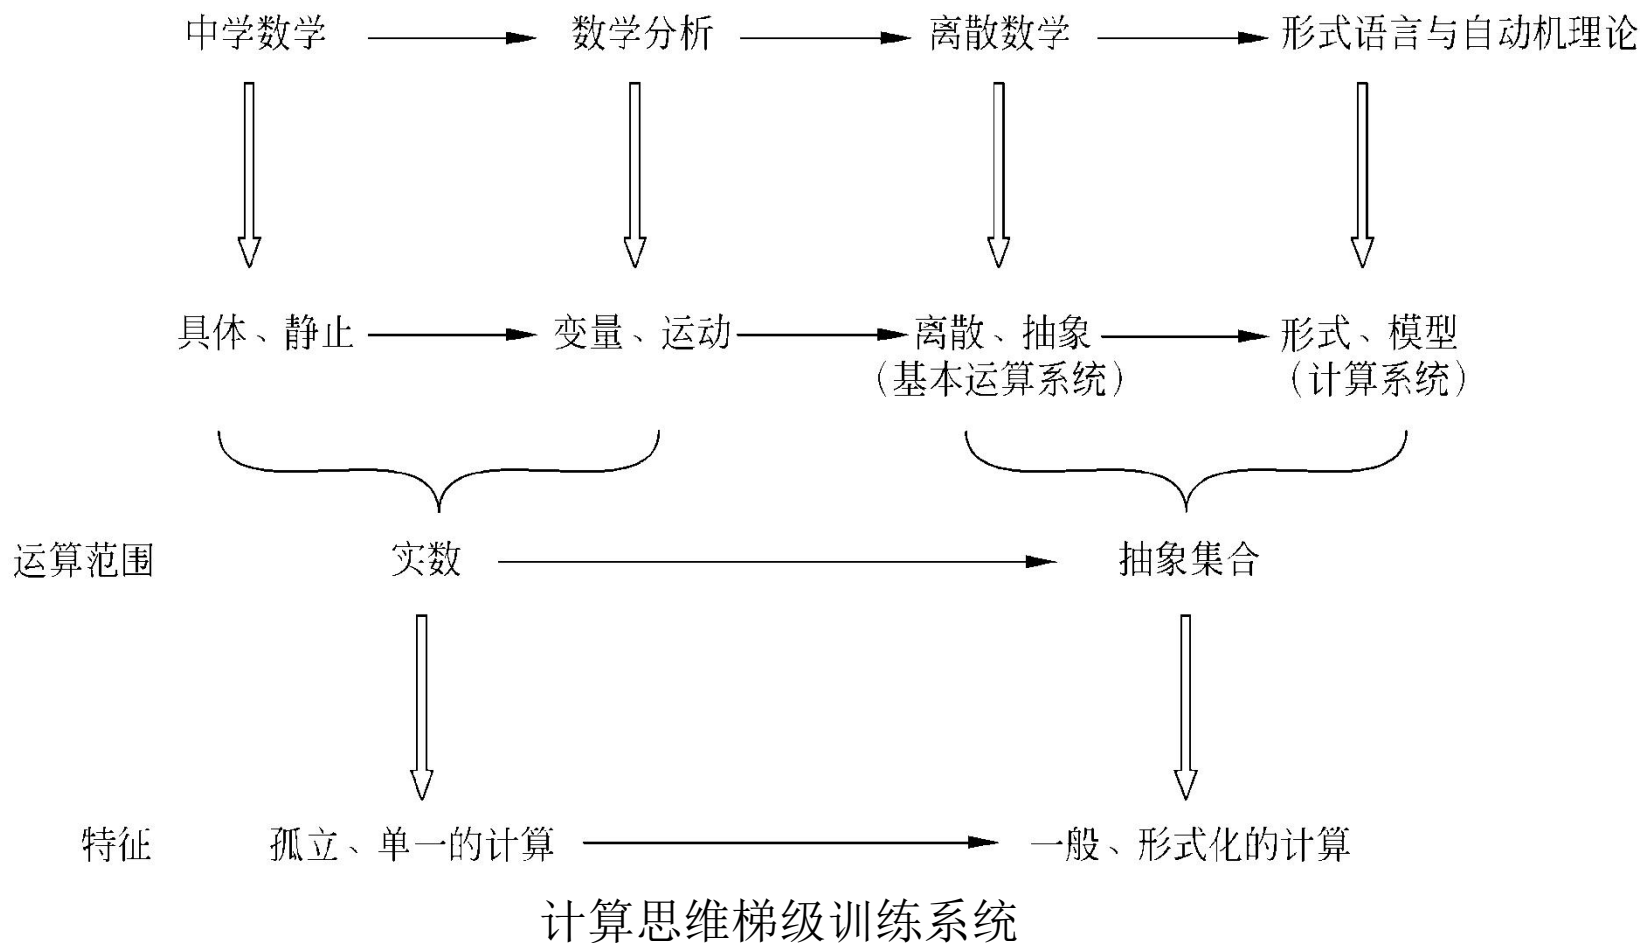 中学数学 数学分析 离散数学 形式语言与自动机理论
具体、静止 变量、运动 离散、抽象 形式、模型
(基本运算系统) (计算系统)
运算范围 实数 抽象集合
特征 孤立、单一的计算 一般、形式化的计算
计算思维梯级训练系统